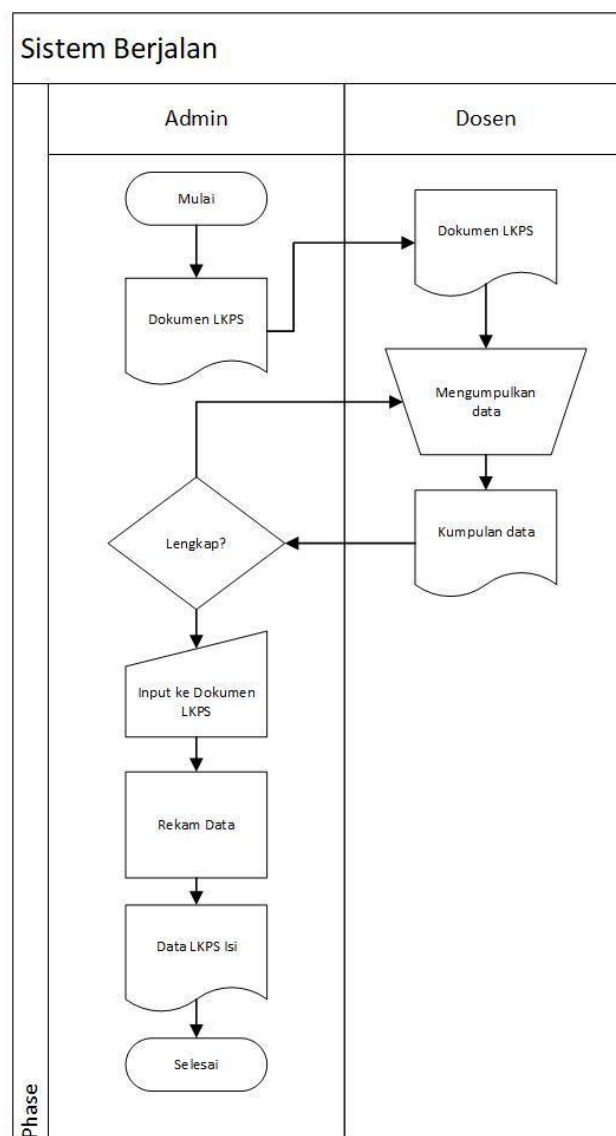 Sistem Berjalan
Admin
Dosen
Mulai
Dokumen LKPS
Dokumen LKPS
Mengumpulkan
data
Kumpulan data
Lengkap?
Input ke Dokumen
LKPS
Rekam Data
Data LKPS Isi
Selesai
Phase